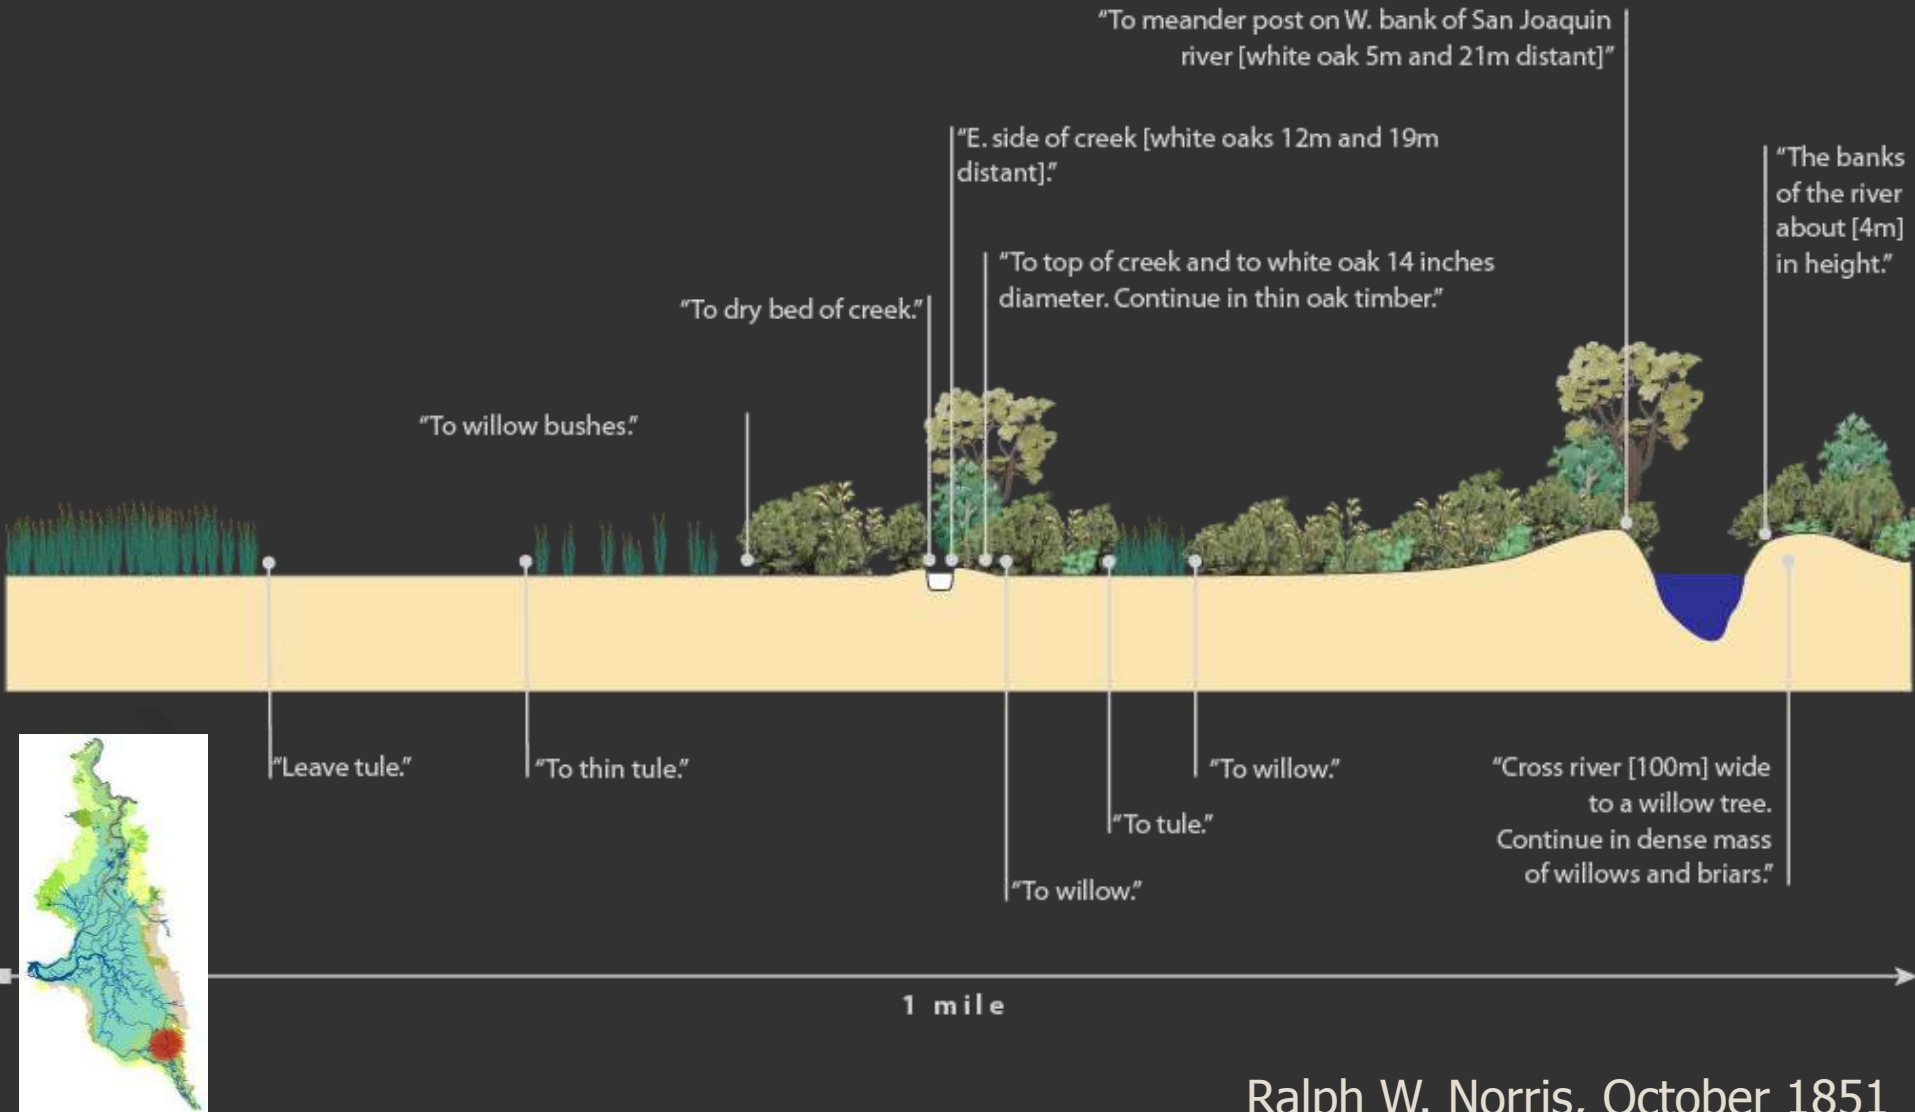 “To meander post on W. bank of San Joaquin
river [white oak 5m and 21m distant]”
“E. side of creek [white oaks 12m and 19m
distant].”
“The banks
of the river
about [4m]
in height.”
“To top of creek and to white oak 14 inches
diameter. Continue in thin oak timber.”
“To dry bed of creek.”
“To willow bushes.”
“Leave tule.”
“To thin tule.”
“To willow.”
“To tule.”
“To willow.”
“Cross river [100m] wide
to a willow tree.
Continue in dense mass
of willows and briars.”
1 mile
Ralph W. Norris, October 1851